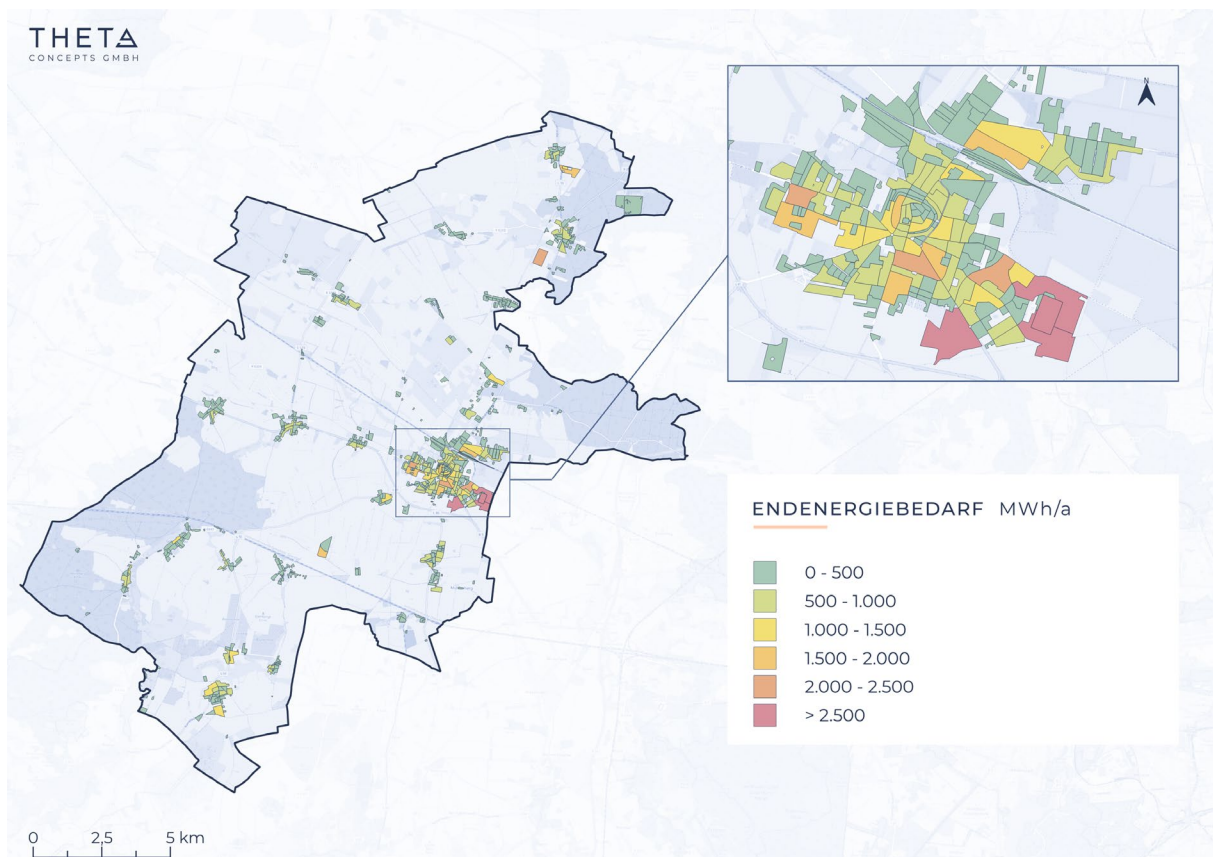 THETA
CONCEPTS GMBH
N
ENDENERGIEBEDARF MWh/a
0 - 500
500 - 1.000
1.000 - 1.500
1.500 - 2.000
2.000 - 2.500
> 2.500
0 2,5 5 km